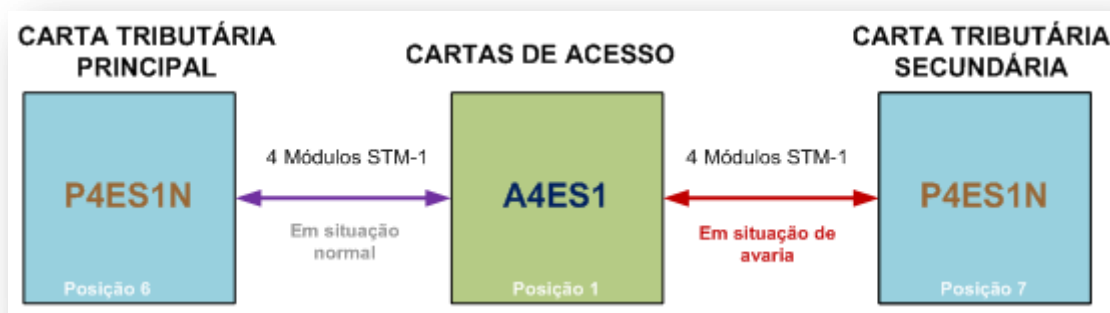 CARTA TRIBUTÁRIA
PRINCIPAL
CARTAS DE ACESSO
CARTA TRIBUTÁRIA
SECUNDÁRIA
P4ES1N
Posição 6
4 Módulos STM-1
Em situação
normal
A4ES1
Posição 1
4 Módulos STM-1
Em situação de
avaria
P4ES1N
Posição 7